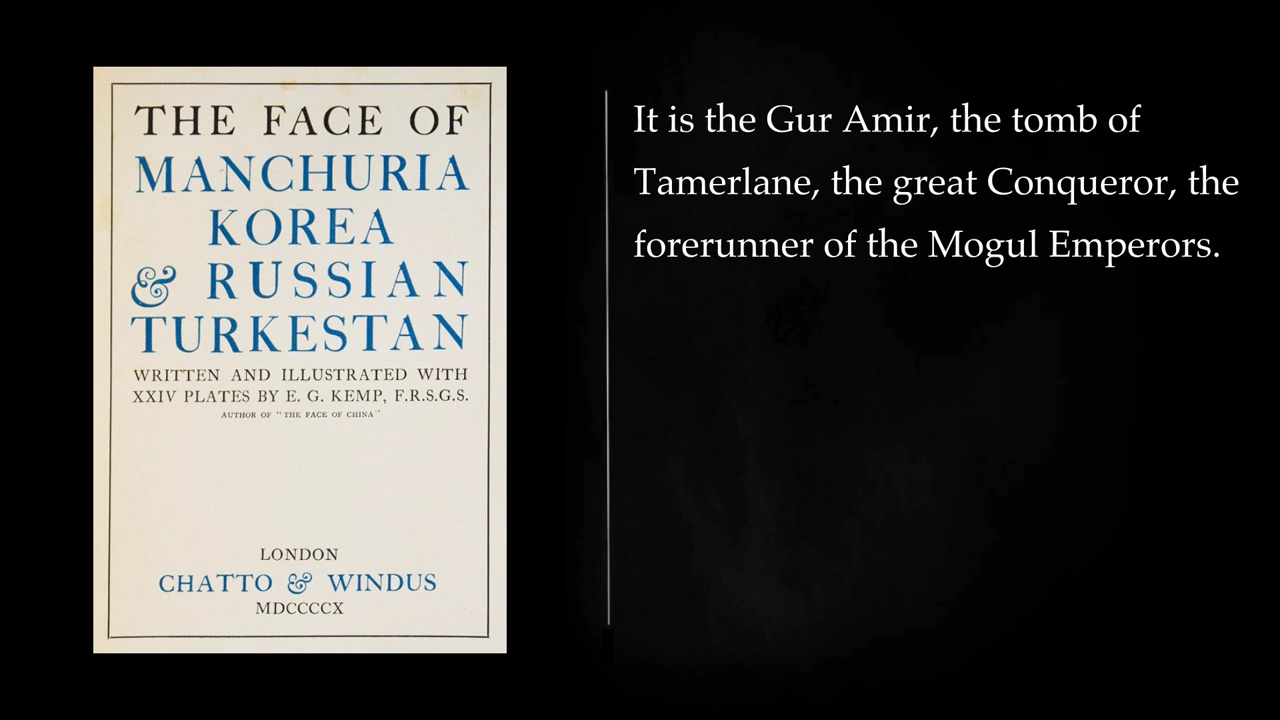 THE FACE OF
MANCHURIA
KOREA
& RUSSIAN
TURKESTAN
WRITTEN AND ILLUSTRATED WITH
XXIV PLATES BY E. G. KEMP, F.R.S.G.S.
AUTHOR OF "THE FACE OF CHINA"
LONDON
CHATTO & WINDUS
MDCCCCX
It is the Gur Amir, the tomb of
Tamerlane, the great Conqueror, the
forerunner of the Mogul Emperors.